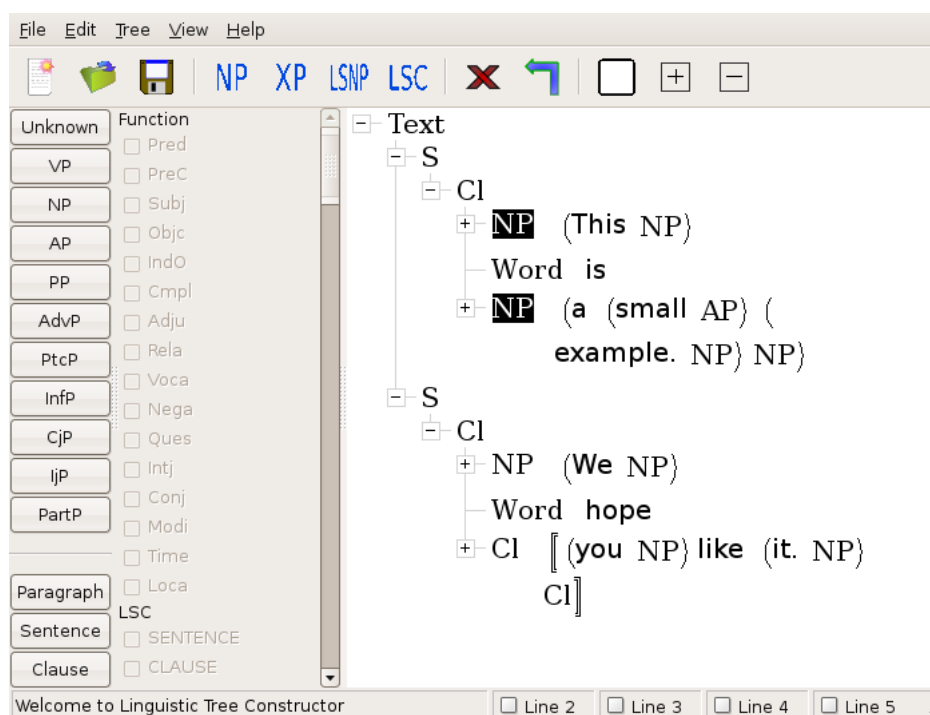 File Edit Tree View Help
NP XP LSNP LSC
Unknown
VP
NP
AP
PP
AdvP
PtcP
InfP
CjP
IjP
PartP
Paragraph
Sentence
Clause
Function
Pred
PreC
Subj
Objc
IndO
Cmpl
Adju
Rela
Voca
Nega
Ques
Intj
Conj
Modi
Time
Loca
LSC
SENTENCE
CLAUSE
Text
S
Cl
NP (This NP)
Word is
NP (a (small AP) (
example. NP) NP)
S
Cl
NP (We NP)
Word hope
Cl ⟦(you NP) like (it. NP)
Cl⟧
Welcome to Linguistic Tree Constructor Line 2 Line 3 Line 4 Line 5